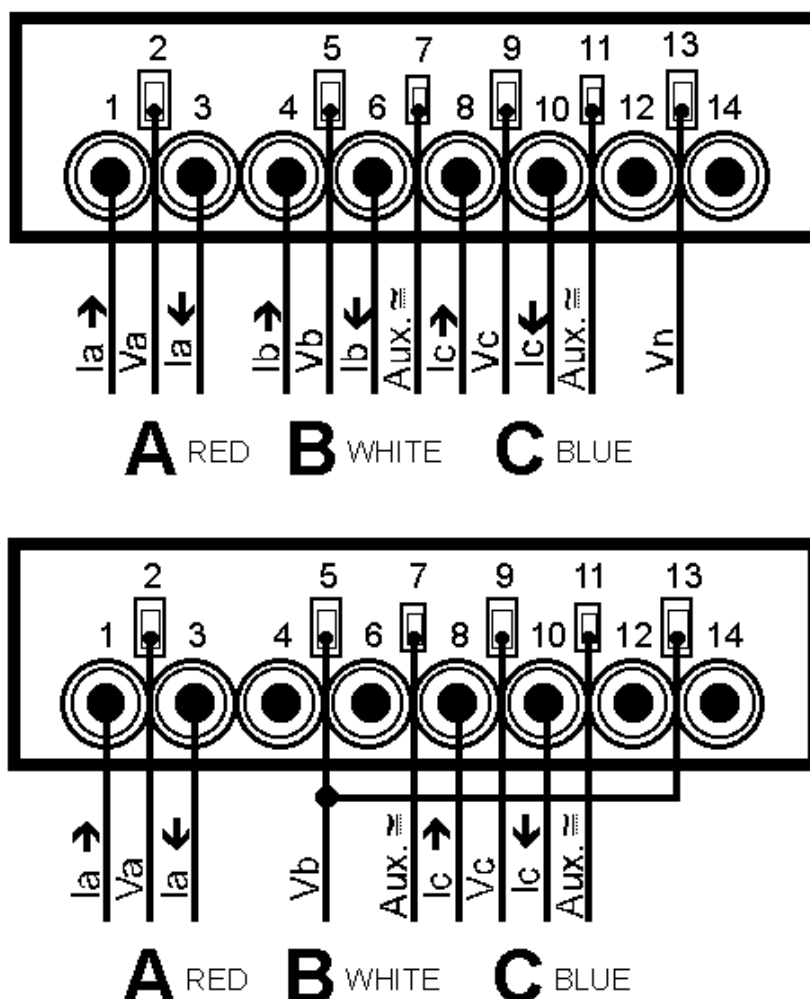 2 5 7 9 11 13
1 3 4 6 8 10 12 14
Ia Va Ia Ib Vb Ib Aux. ≂ Ic Vc Ic Aux. ≂ Vn
A RED B WHITE C BLUE
2 5 7 9 11 13
1 3 4 6 8 10 12 14
Ia Va Ia Vb Aux. ≂ Ic Vc Ic Aux. ≂
A RED B WHITE C BLUE